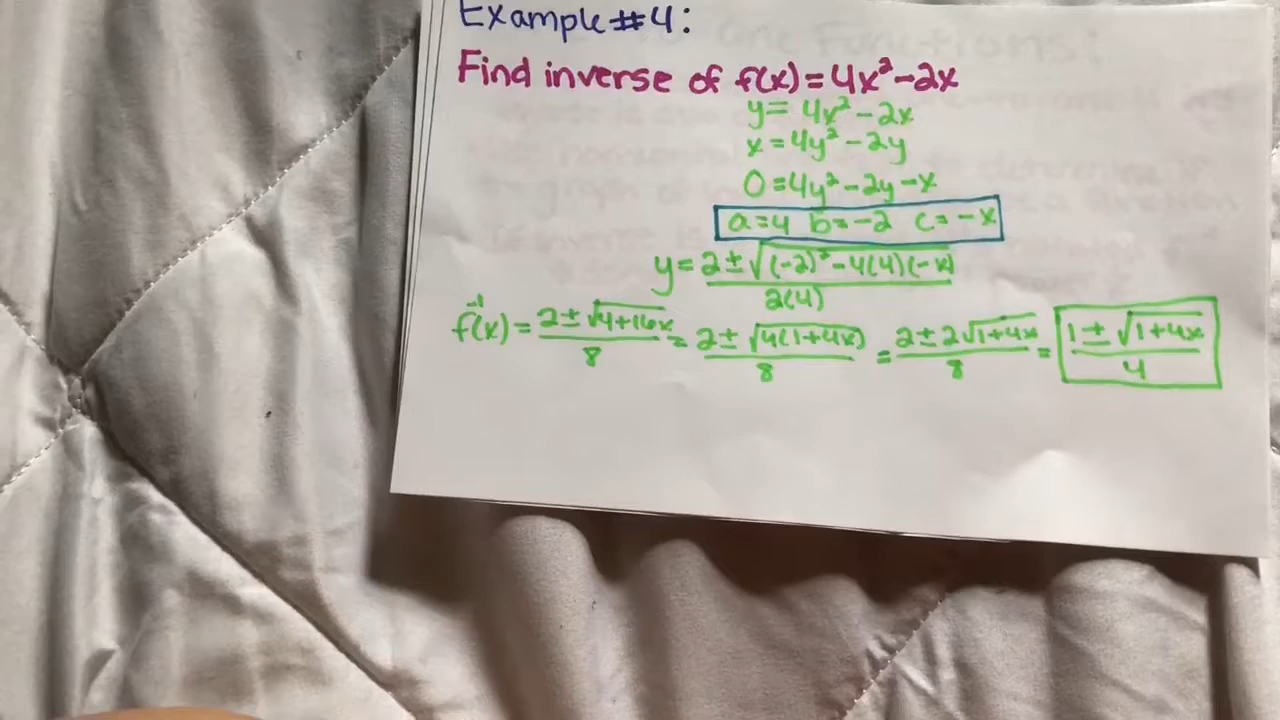 Example #4:
Find inverse of f(x) = 4x² - 2x
y = 4x² - 2x
x = 4y² - 2y
0 = 4y² - 2y - x
a = 4 b = -2 c = -x
y = 2 ± √(-2)² - 4(4)(-x) / 2(4)
f⁻¹(x) = 2 ± √4 + 16x / 8 = 2 ± √4(1 + 4x) / 8 = 2 ± 2√1 + 4x / 8 = 1 ± √1 + 4x / 4